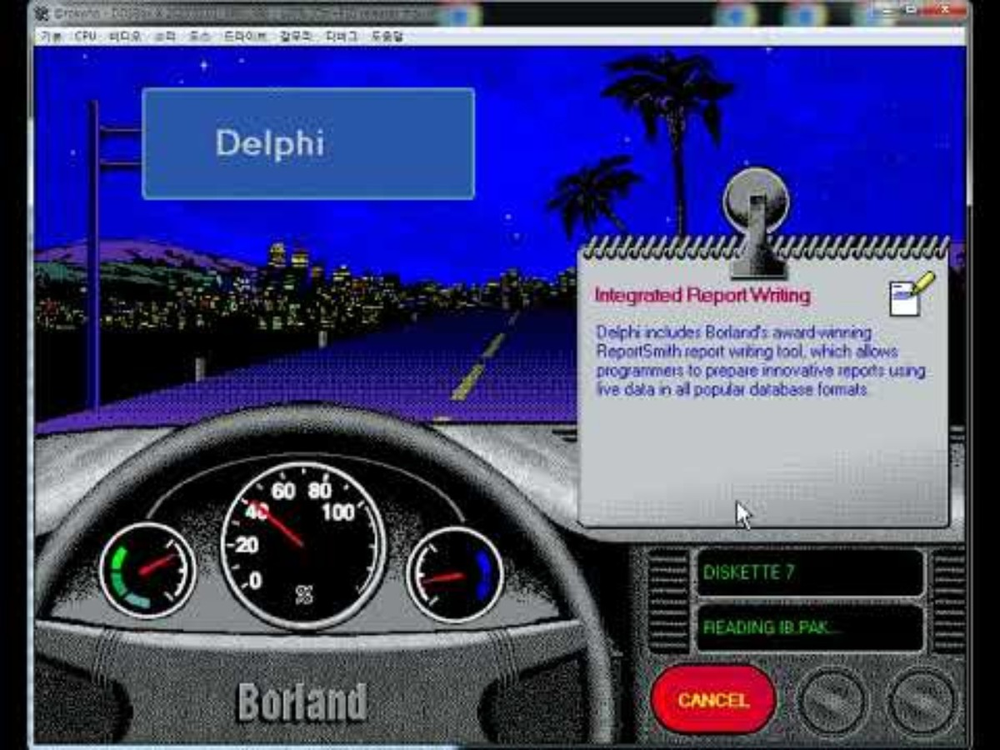 기본 CPU 비디오 소리 도스 드라이브 갈무리 디버그 도움말
Delphi
Integrated Report Writing
Delphi includes Borland's award-winning
ReportSmith report writing tool, which allows
programmers to prepare innovative reports using
live data in all popular database formats.
60 80
40 100
20
0
%
DISKETTE 7
READING IB.PAK...
CANCEL
Borland